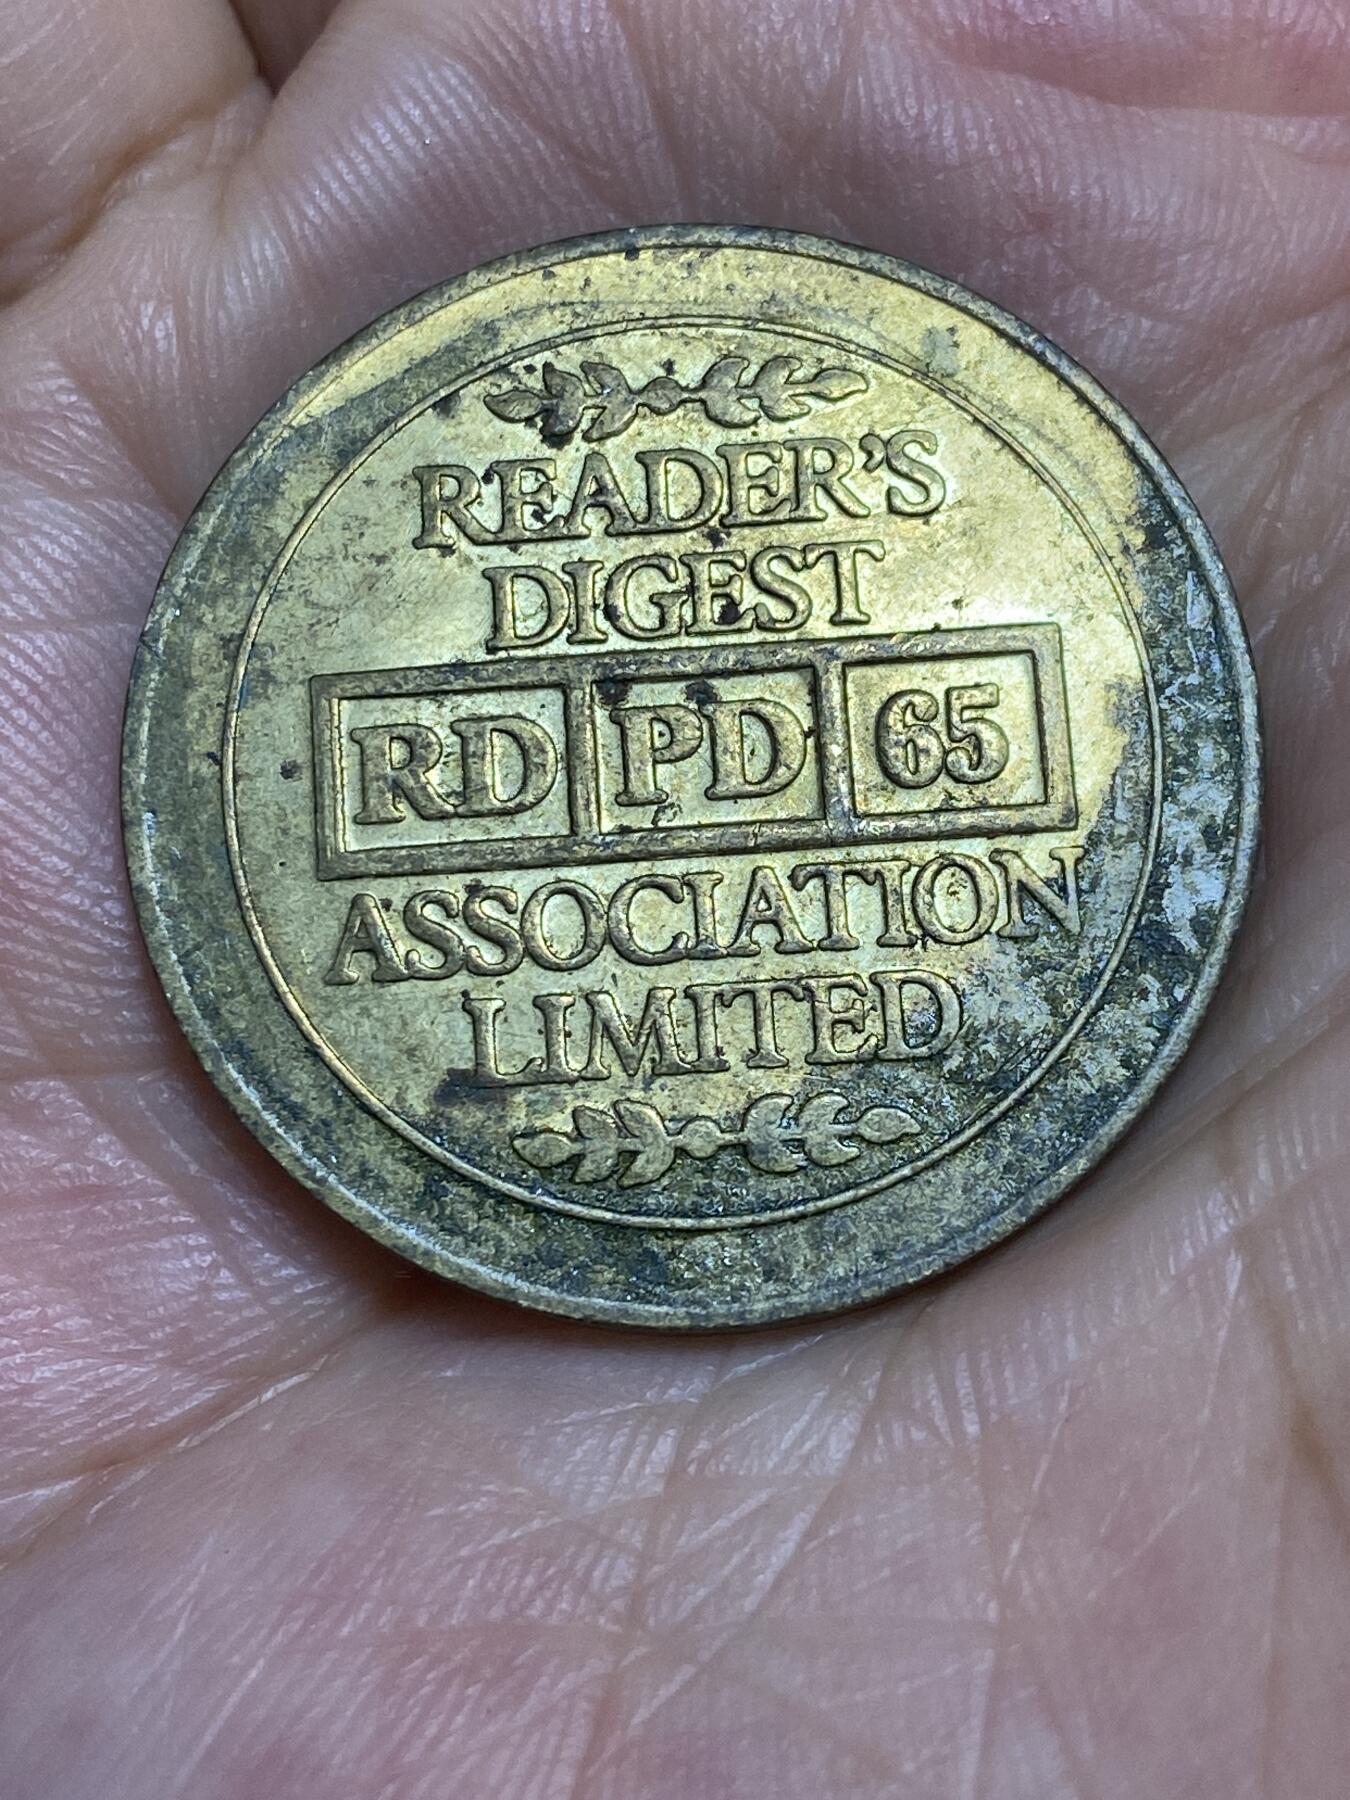 READER'S
DIGEST
RD PD 65
ASSOCIATION
LIMITED